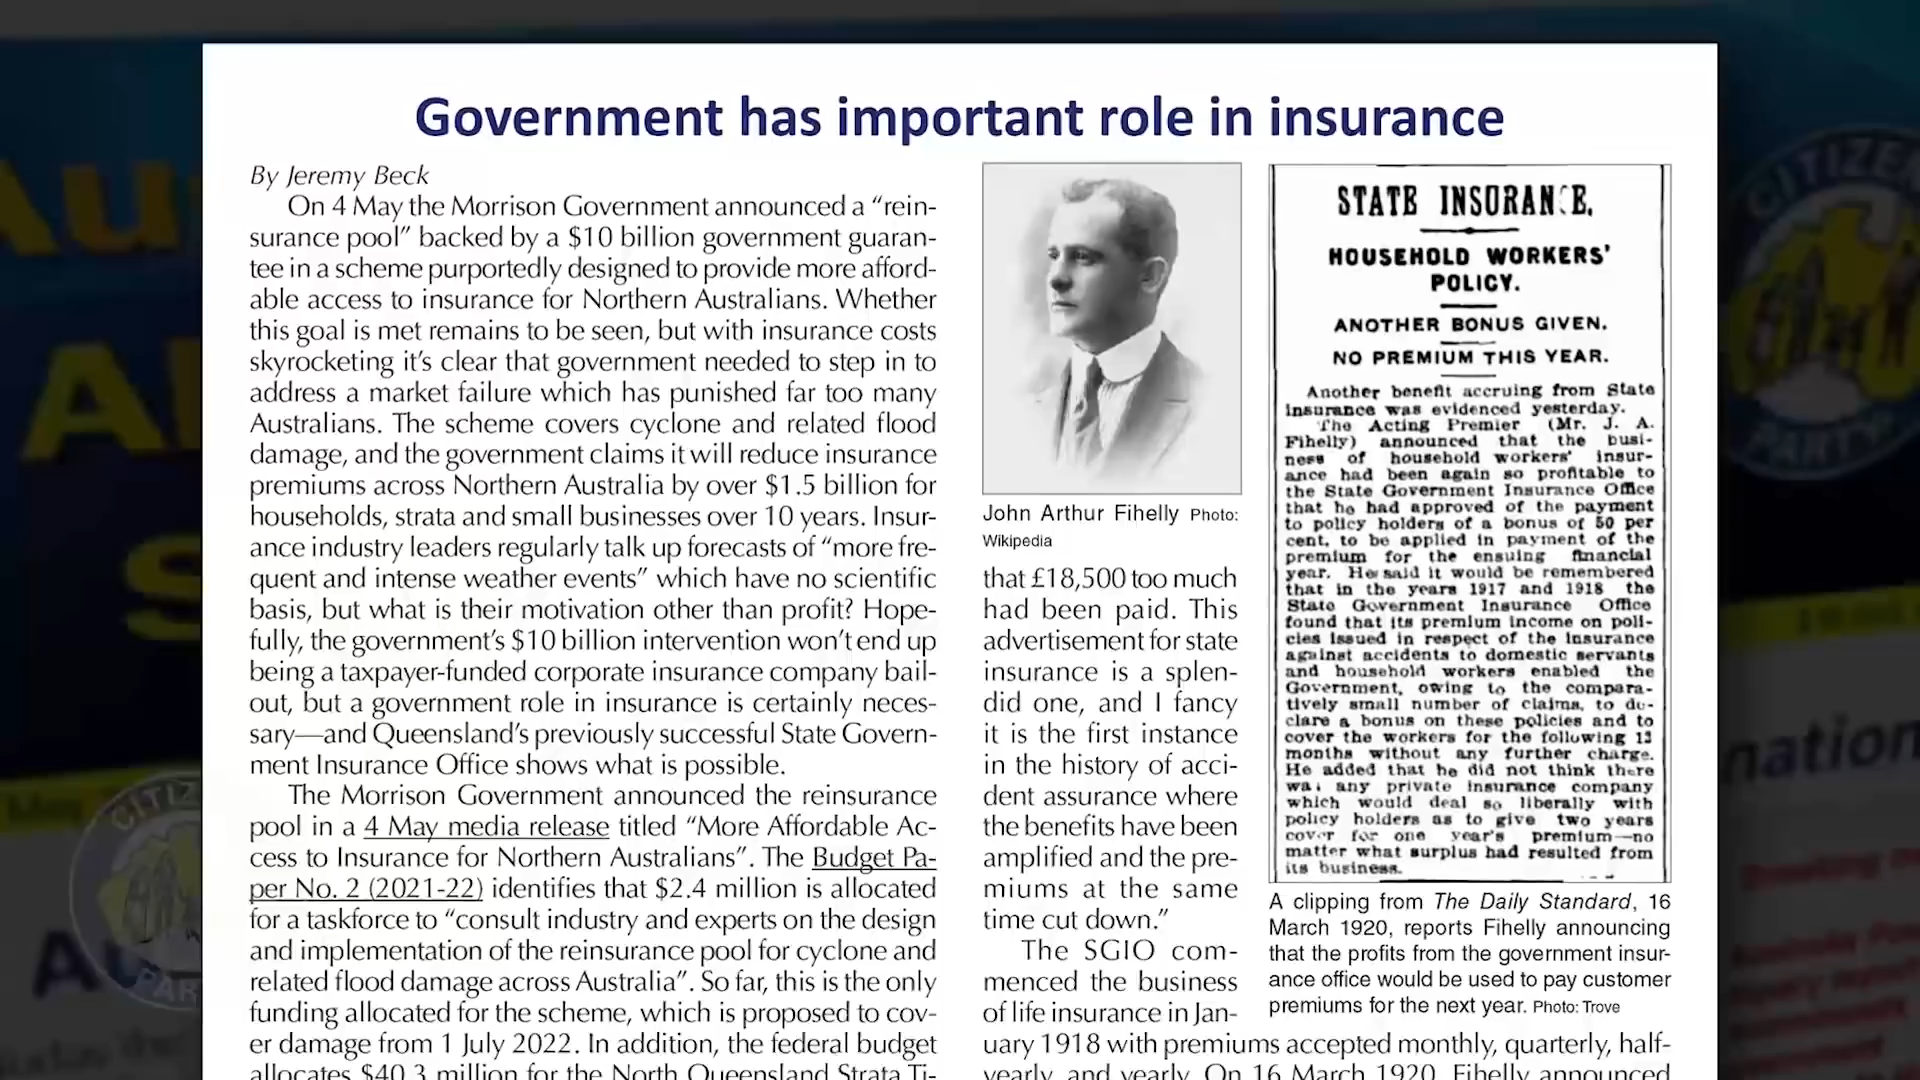 Government has important role in insurance
By Jeremy Beck
On 4 May the Morrison Government announced a “rein-
surance pool” backed by a $10 billion government guaran-
tee in a scheme purportedly designed to provide more afford-
able access to insurance for Northern Australians. Whether
this goal is met remains to be seen, but with insurance costs
skyrocketing it’s clear that government needed to step in to
address a market failure which has punished far too many
Australians. The scheme covers cyclone and related flood
damage, and the government claims it will reduce insurance
premiums across Northern Australia by over $1.5 billion for
households, strata and small businesses over 10 years. Insur-
ance industry leaders regularly talk up forecasts of “more fre-
quent and intense weather events” which have no scientific
basis, but what is their motivation other than profit? Hope-
fully, the government’s $10 billion intervention won’t end up
being a taxpayer-funded corporate insurance company bail-
out, but a government role in insurance is certainly neces-
sary—and Queensland’s previously successful State Govern-
ment Insurance Office shows what is possible.
The Morrison Government announced the reinsurance
pool in a 4 May media release titled “More Affordable Ac-
cess to Insurance for Northern Australians”. The Budget Pa-
per No. 2 (2021-22) identifies that $2.4 million is allocated
for a taskforce to “consult industry and experts on the design
and implementation of the reinsurance pool for cyclone and
related flood damage across Australia”. So far, this is the only
funding allocated for the scheme, which is proposed to cov-
er damage from 1 July 2022. In addition, the federal budget
allocates $40.3 million for the North Queensland Strata Ti-
John Arthur Fihelly Photo:
Wikipedia
that £18,500 too much
had been paid. This
advertisement for state
insurance is a splen-
did one, and I fancy
it is the first instance
in the history of acci-
dent assurance where
the benefits have been
amplified and the pre-
miums at the same
time cut down.”
The SGIO com-
menced the business
of life insurance in Jan-
uary 1918 with premiums accepted monthly, quarterly, half-
yearly, and yearly. On 16 March 1920, Fihelly announced
STATE INSURANCE.
HOUSEHOLD WORKERS’
POLICY.
ANOTHER BONUS GIVEN.
NO PREMIUM THIS YEAR.
Another benefit accruing from State
Insurance was evidenced yesterday.
The Acting Premier (Mr. J. A.
Fihelly) announced that the busi-
ness of household workers’ insur-
ance had been again so profitable to
the State Government Insurance Office
that he had approved of the payment
to policy holders of a bonus of 50 per
cent. to be applied in payment of the
premium for the ensuing financial
year. He said it would be remembered
that in the years 1917 and 1918 the
State Government Insurance Office
found that its premium income on poli-
cies issued in respect of the insurance
against accidents to domestic servants
and household workers enabled the
Government, owing to the compara-
tively small number of claims, to de-
clare a bonus on these policies and to
cover the workers for the following 12
months without any further charge.
He added that he did not think there
was any private insurance company
which would deal so liberally with
policy holders as to give two years
cover for one year’s premium—no
matter what surplus had resulted from
its business.
A clipping from The Daily Standard, 16
March 1920, reports Fihelly announcing
that the profits from the government insur-
ance office would be used to pay customer
premiums for the next year. Photo: Trove
CITIZEN
PARTY